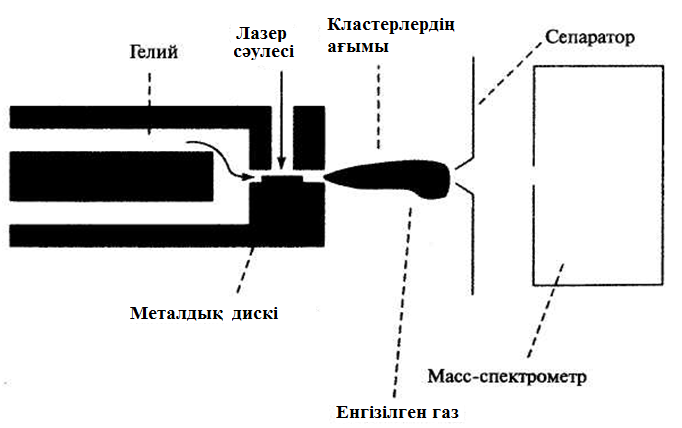 Гелий
Лазер
сәулесі
Кластерлердің
ағымы
Сепаратор
Металдық дискі
Масс-спектрометр
Енгізілген газ